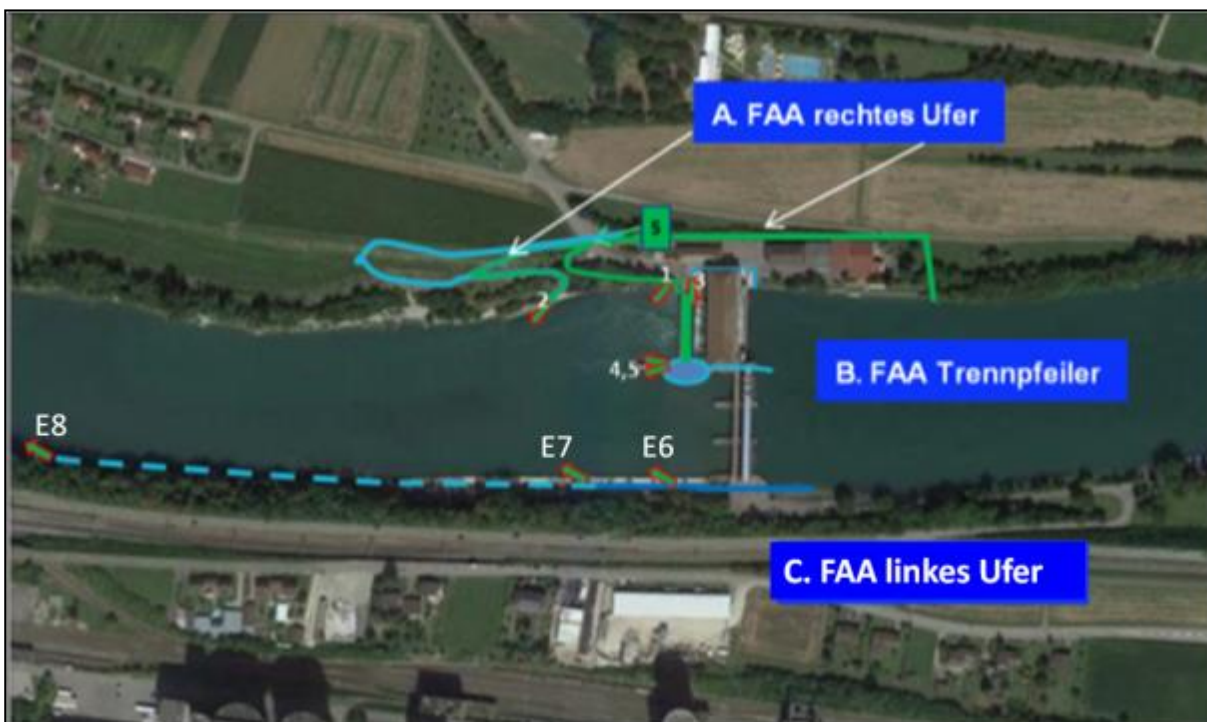 A. FAA rechtes Ufer
S
1
3
2
B. FAA Trennpfeiler
4,5
E8
E7
E6
C. FAA linkes Ufer